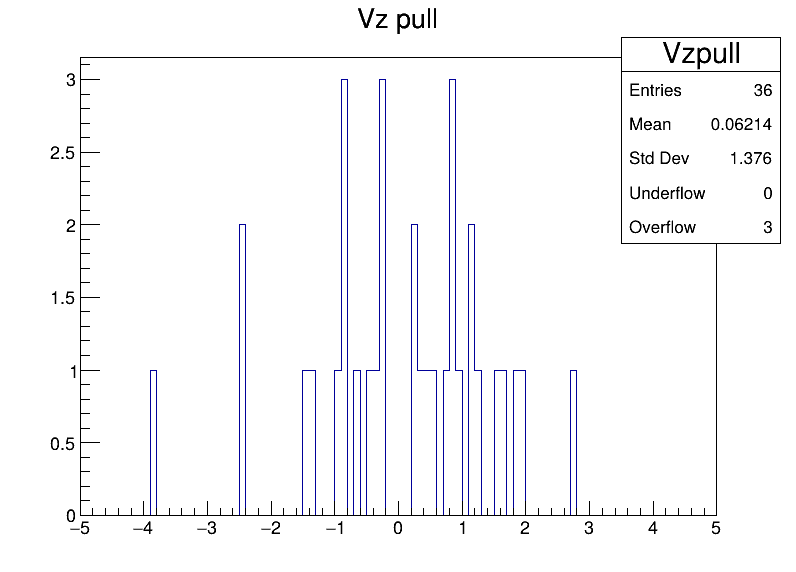 Vz pull
Vzpull
Entries 36
Mean 0.06214
Std Dev 1.376
Underflow 0
Overflow 3
3
2.5
2
1.5
1
0.5
0
−5 −4 −3 −2 −1 0 1 2 3 4 5